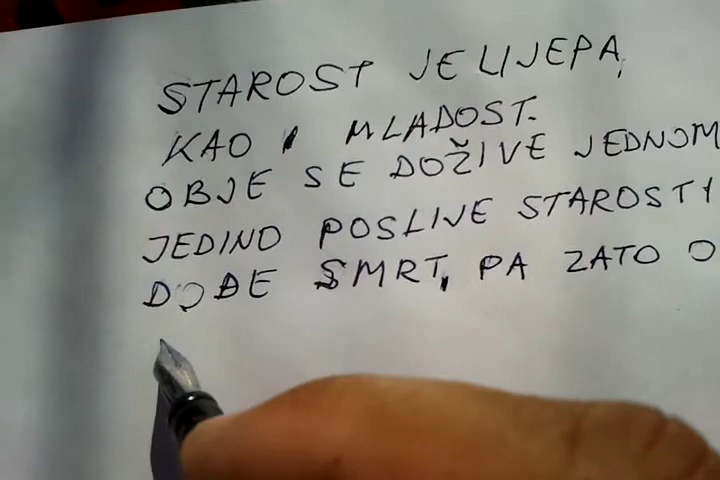 STAROST JE LIJEPA,
KAO I MLADOST.
OBJE SE DOŽIVE JEDNOM
JEDINO POSLIJE STAROSTI
DOĐE SMRT, PA ZATO O